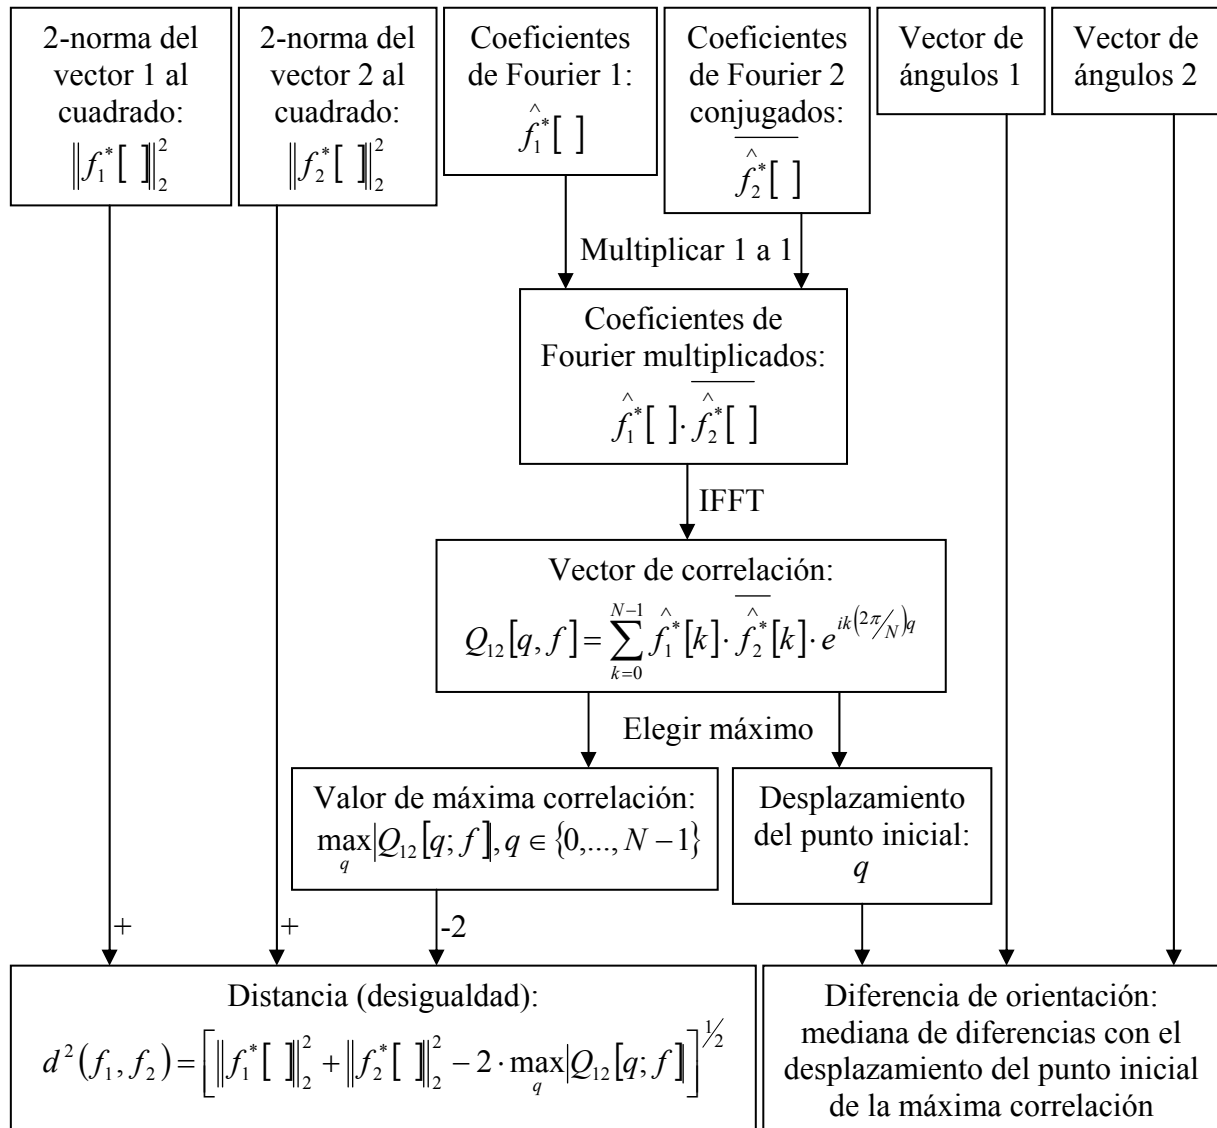 2-norma del
vector 1 al
cuadrado:
‖f₁*[ ]‖₂²
2-norma del
vector 2 al
cuadrado:
‖f₂*[ ]‖₂²
Coeficientes
de Fourier 1:
f̂₁*[ ]
Coeficientes
de Fourier 2
conjugados:
\overline{f̂₂*[ ]}
Vector de
ángulos 1
Vector de
ángulos 2
Multiplicar 1 a 1
Coeficientes de
Fourier multiplicados:
f̂₁*[ ]·\overline{f̂₂*[ ]}
IFFT
Vector de correlación:
Q₁₂[q, f] = \sum_{k=0}^{N-1} f̂₁*[k]·\overline{f̂₂*}[k]·e^{ik(2π/N)q}
Elegir máximo
Valor de máxima correlación:
max_q|Q₁₂[q; f]|, q ∈ {0,..., N − 1}
Desplazamiento
del punto inicial:
q
+
+
-2
Distancia (desigualdad):
d²(f₁, f₂) = [‖f₁*[ ]‖₂² + ‖f₂*[ ]‖₂² − 2 · max_q|Q₁₂[q; f]|]^{1/2}
Diferencia de orientación:
mediana de diferencias con el
desplazamiento del punto inicial
de la máxima correlación